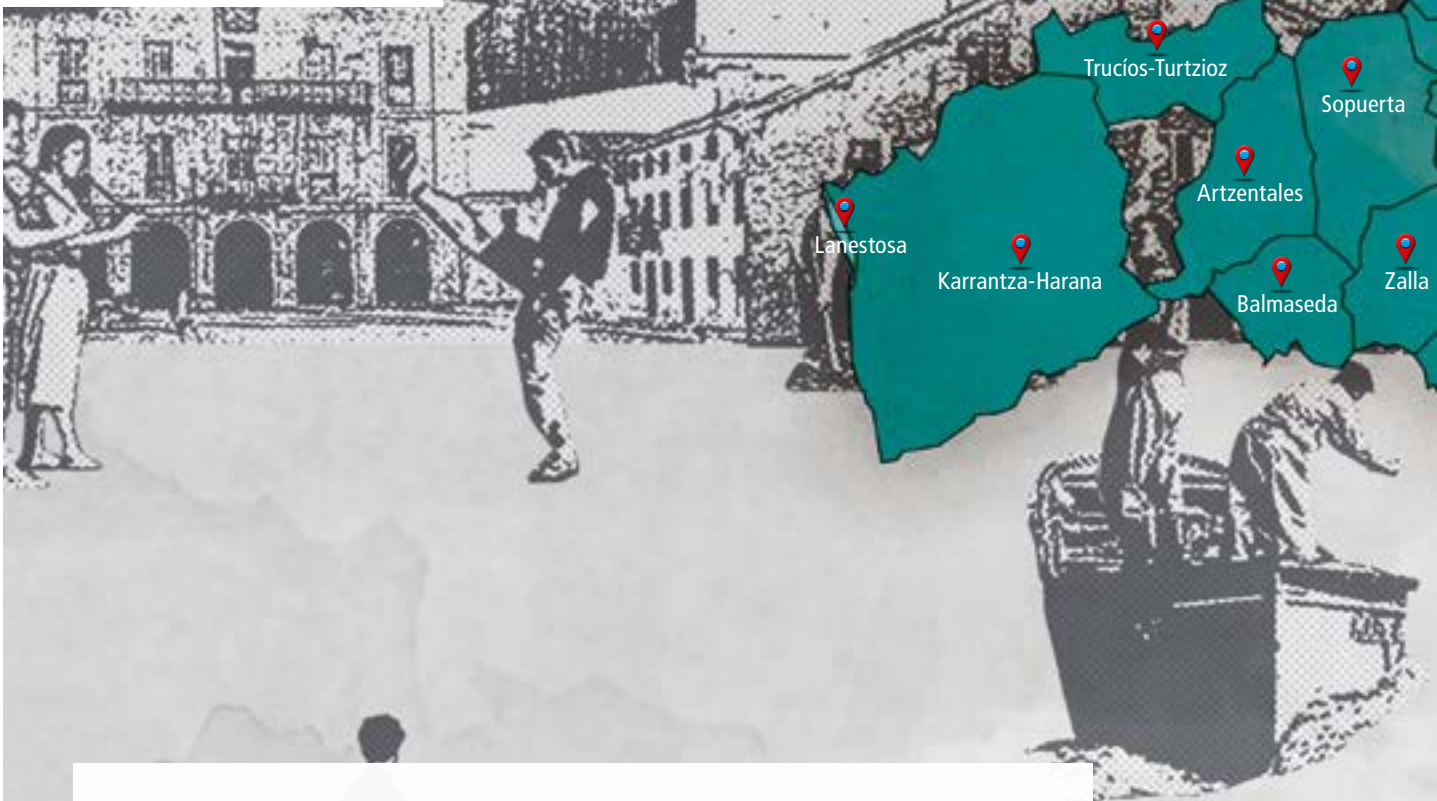 Trucíos-Turtzioz
Sopuerta
Artzentales
Lanestosa
Karrantza-Harana
Zalla
Balmaseda